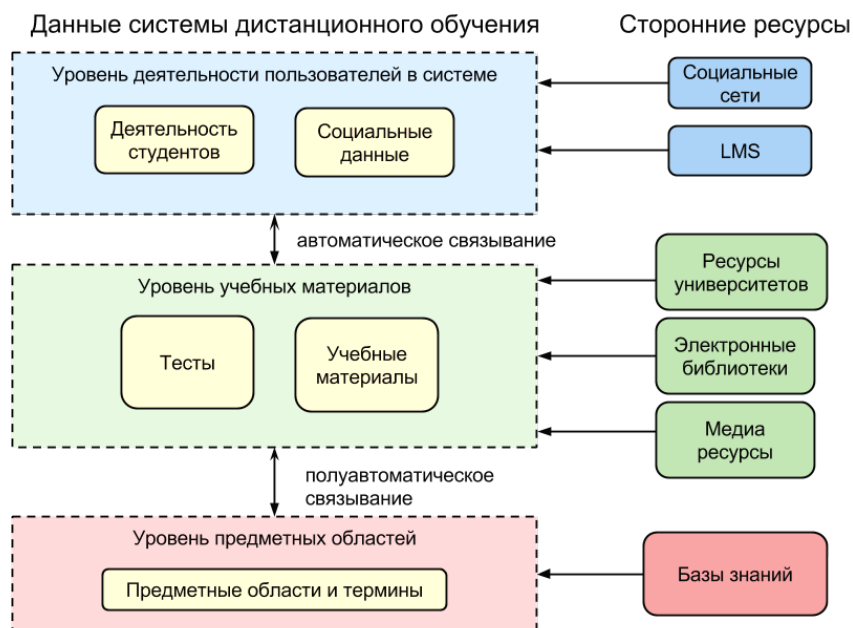 Данные системы дистанционного обучения
Сторонние ресурсы
Уровень деятельности пользователей в системе
Деятельность
студентов
Социальные
данные
Социальные
сети
LMS
автоматическое связывание
Уровень учебных материалов
Тесты
Учебные
материалы
Ресурсы
университетов
Электронные
библиотеки
Медиа
ресурсы
полуавтоматическое
связывание
Уровень предметных областей
Предметные области и термины
Базы знаний